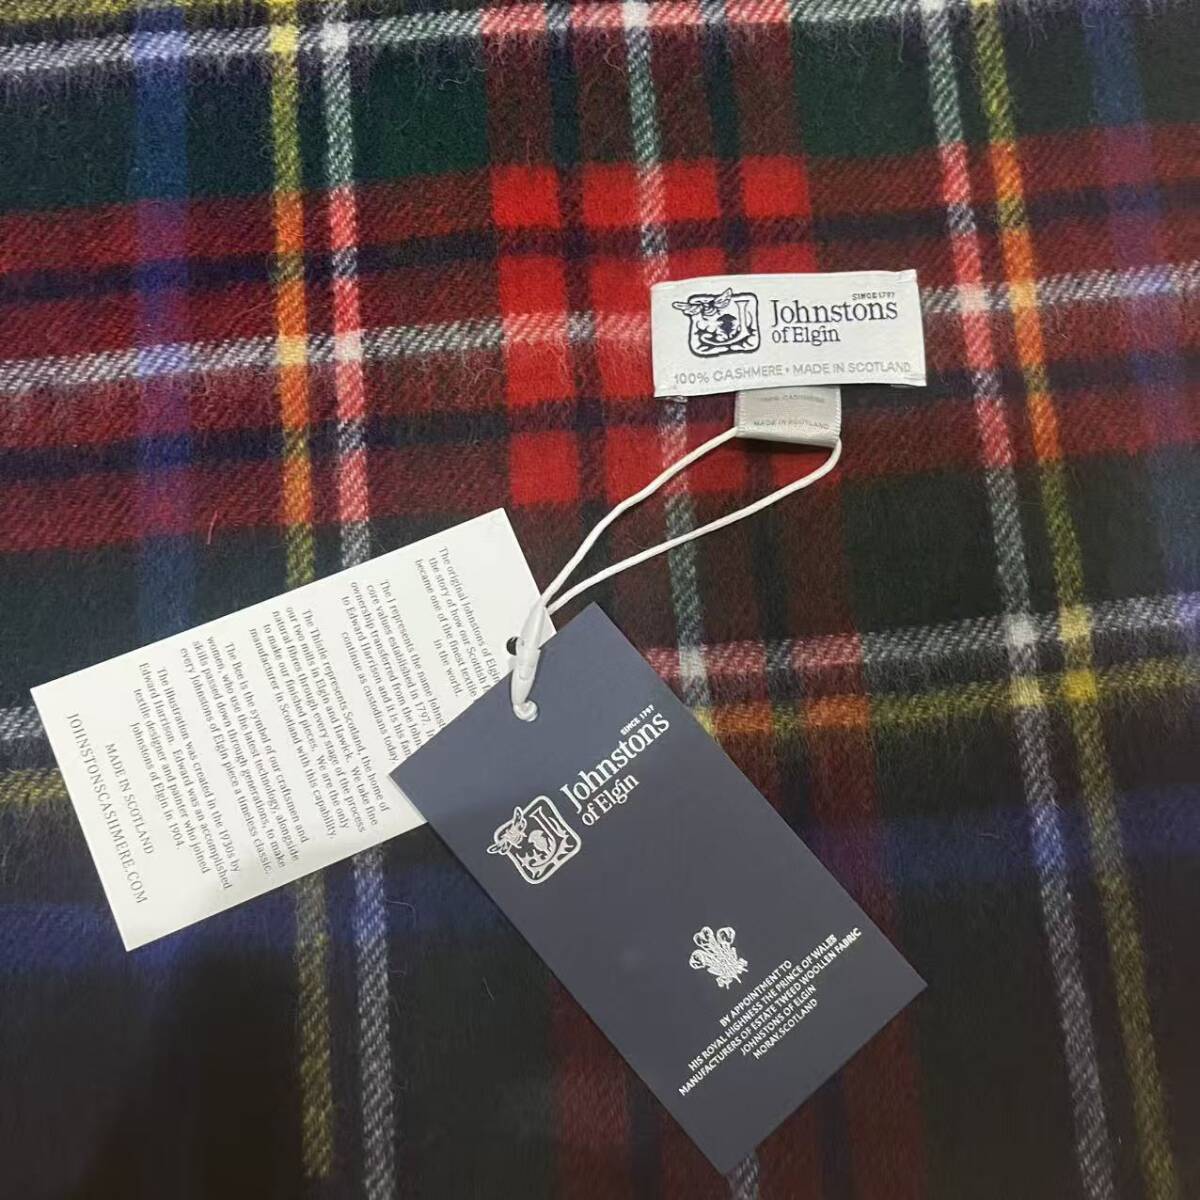 SINCE 1797
Johnstons
of Elgin
100% CASHMERE • MADE IN SCOTLAND
100% CASHMERE
MADE IN SCOTLAND
The original Johnstons of Elgin
the story of how our Scottish
became one of the finest textile
in the world.
The J represents the name Johnst
core values established in 1797.
ownership transferred from the Johns
to Edward Harrison and it is this fam
continue as custodians today.
The Thistle represents Scotland, the home of
our two mills in Elgin and Hawick. We take fine
natural fibres through every stage of the process
to make our finished pieces. We are the only
manufacturer in Scotland with this capability.
The Bee is the symbol of our craftsmen and
women, who use the latest technology, alongside
skills passed down through generations, to make
every Johnstons of Elgin piece a timeless classic.
The illustration was created in the 1930s by
Edward Harrison. Edward was an accomplished
textile designer and painter who joined
Johnstons of Elgin in 1904.
MADE IN SCOTLAND
JOHNSTONSCASHMERE.COM
SINCE 1797
Johnstons
of Elgin
BY APPOINTMENT TO
HIS ROYAL HIGHNESS THE PRINCE OF WALES
MANUFACTURERS OF ESTATE TWEED WOOLLEN FABRIC
JOHNSTONS OF ELGIN
MORAY, SCOTLAND